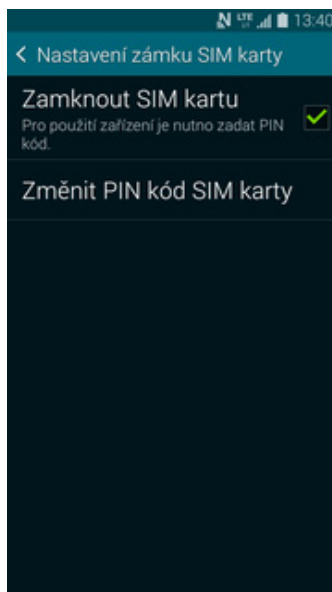 LTE 13:40
Nastavení zámku SIM karty
Zamknout SIM kartu
Pro použití zařízení je nutno zadat PIN
kód.
Změnit PIN kód SIM karty